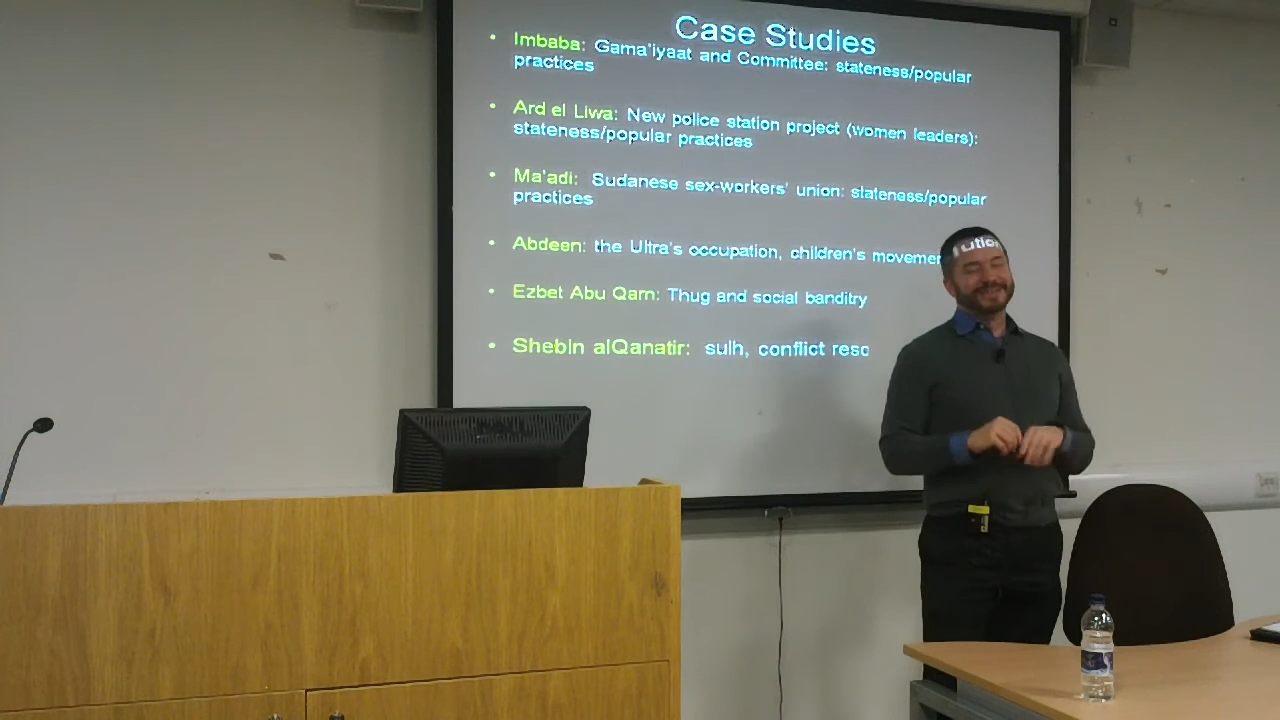 Case Studies
• Imbaba: Gama'iyaat and Committee: stateness/popular
practices
• Ard el Liwa: New police station project (women leaders):
stateness/popular practices
• Ma'adi: Sudanese sex-workers' union: stateness/popular
practices
• Abdeen: the Ultra's occupation, children's movemen
• Ezbet Abu Qarn: Thug and social banditry
• Shebin alQanatir: sulh, conflict reso